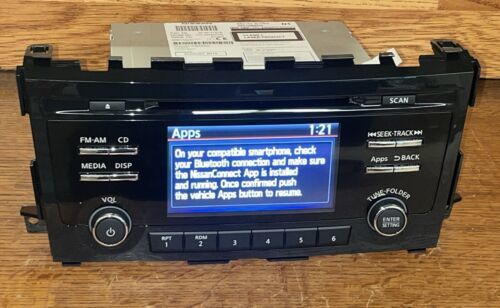 SCAN
FM·AM
CD
MEDIA
DISP
Apps
1:21
On your compatible smartphone, check
your Bluetooth connection and make sure
the NissanConnect App is installed
and running. Once confirmed push
the vehicle Apps button to resume.
SEEK·TRACK
Apps
BACK
VOL
TUNE·FOLDER
ENTER
SETTING
RPT
1
RDM
2
3
4
5
6